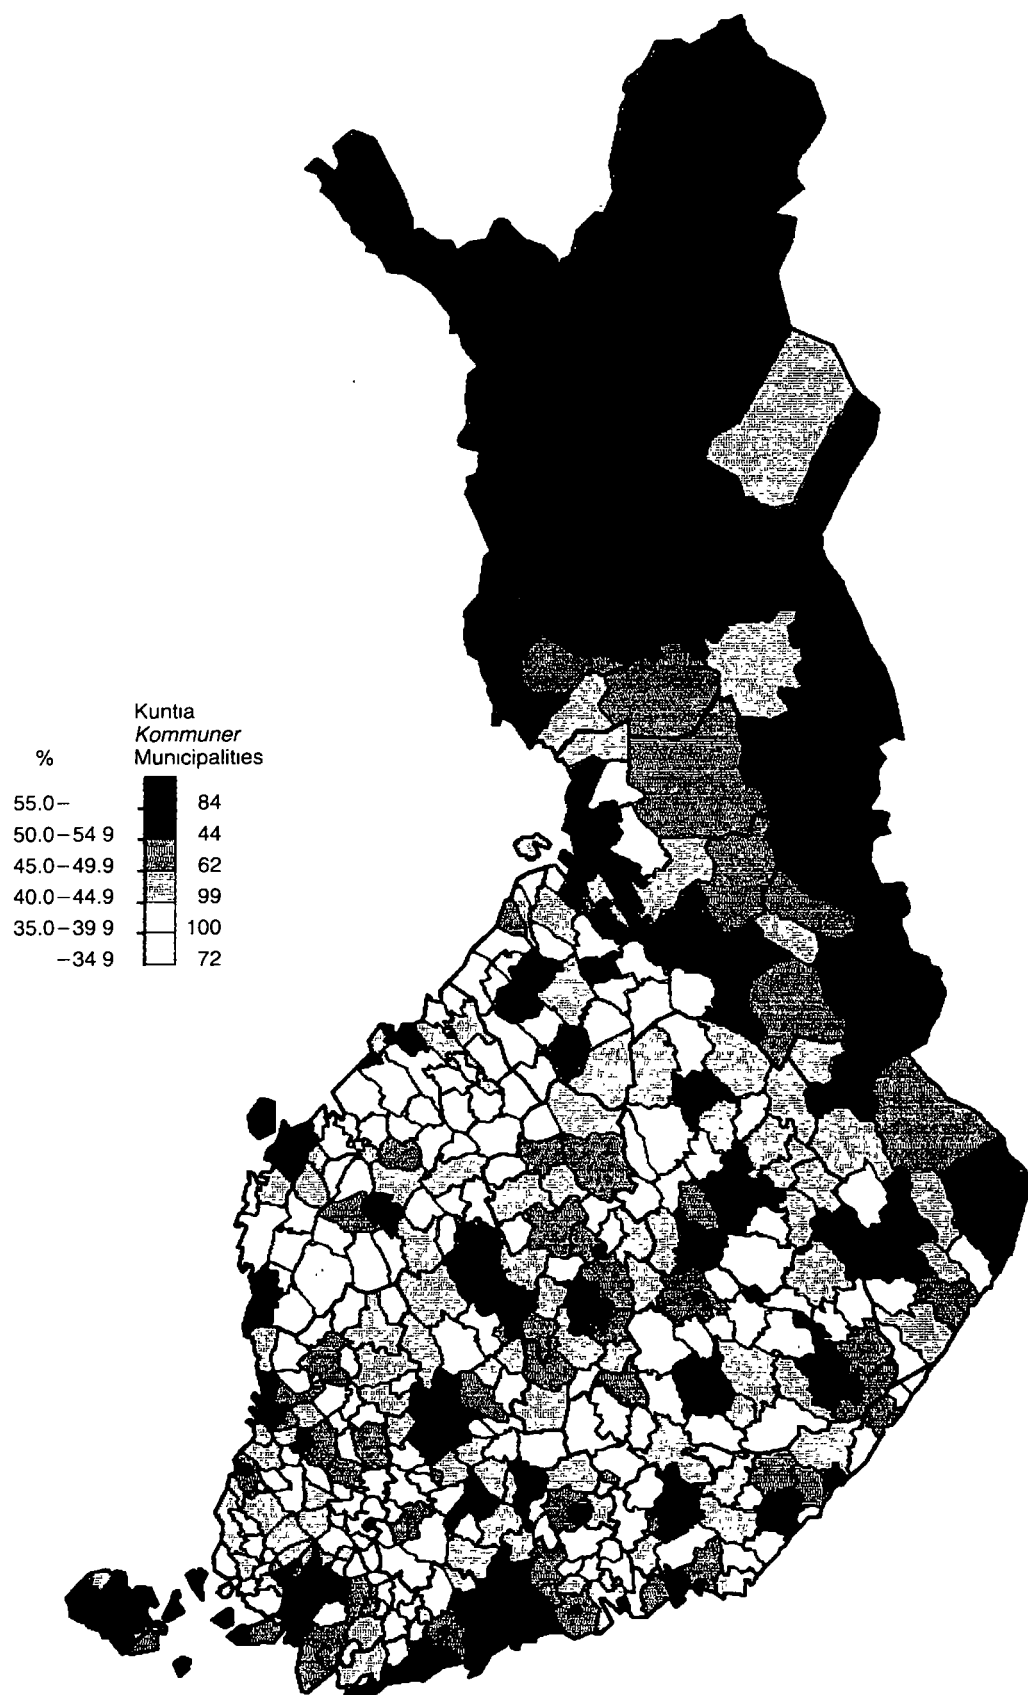 Kuntia
Kommuner
% Municipalities
55.0– 84
50.0–54 9 44
45.0–49.9 62
40.0–44.9 99
35.0–39 9 100
–34 9 72